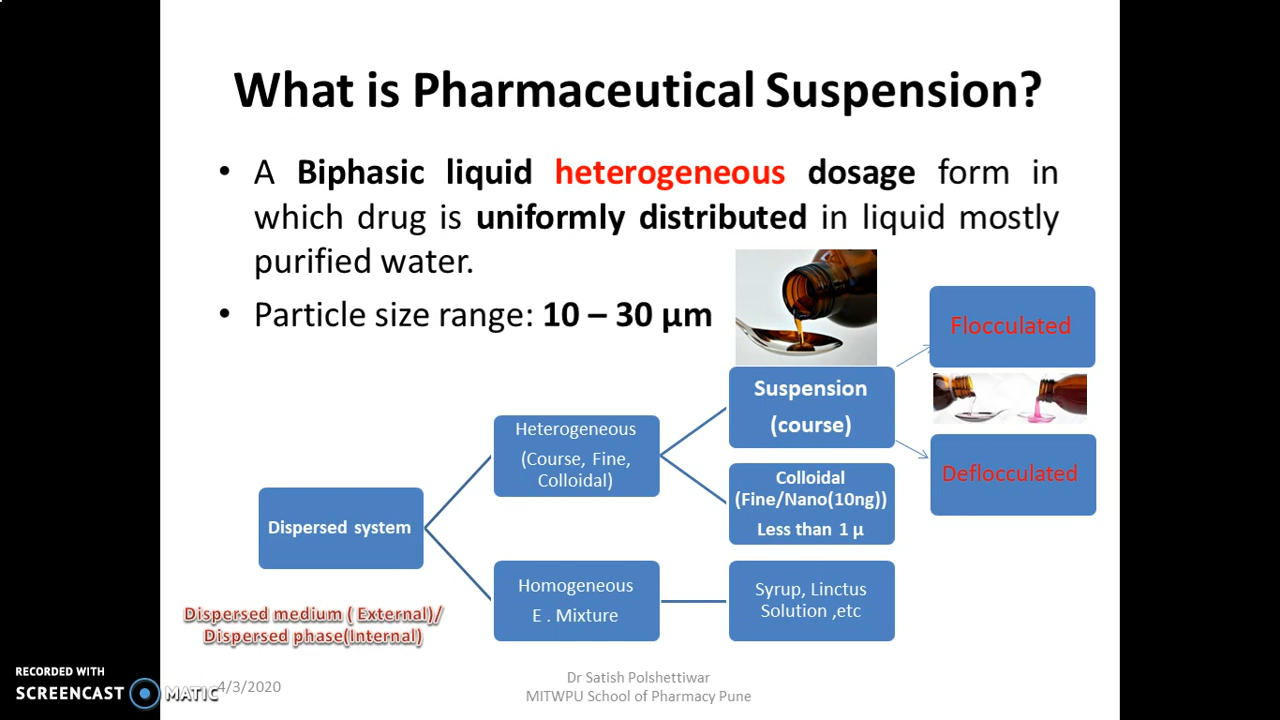 What is Pharmaceutical Suspension?
• A Biphasic liquid heterogeneous dosage form in
which drug is uniformly distributed in liquid mostly
purified water.
• Particle size range: 10 – 30 µm
Flocculated
Suspension
(course)
Heterogeneous
(Course, Fine,
Colloidal)
Colloidal
(Fine/Nano(10ng))
Less than 1 µ
Deflocculated
Dispersed system
Homogeneous
E . Mixture
Syrup, Linctus
Solution ,etc
Dispersed medium ( External)/
Dispersed phase(Internal)
RECORDED WITH
SCREENCAST MATIC
4/3/2020
Dr Satish Polshettiwar
MITWPU School of Pharmacy Pune